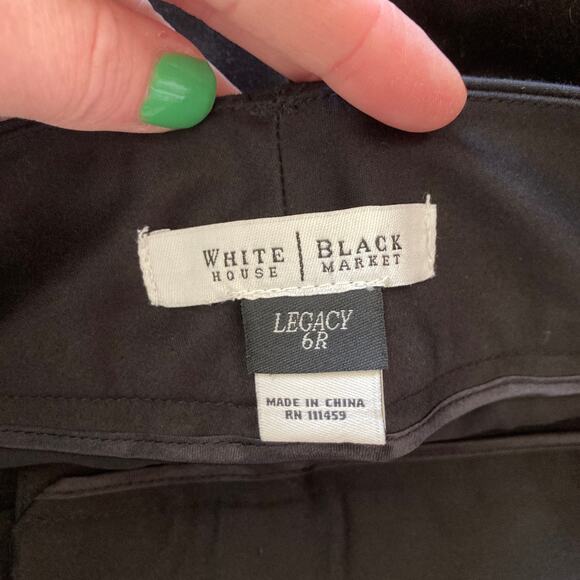 WHITE HOUSE | BLACK MARKET
LEGACY
6R
MADE IN CHINA
RN 111459